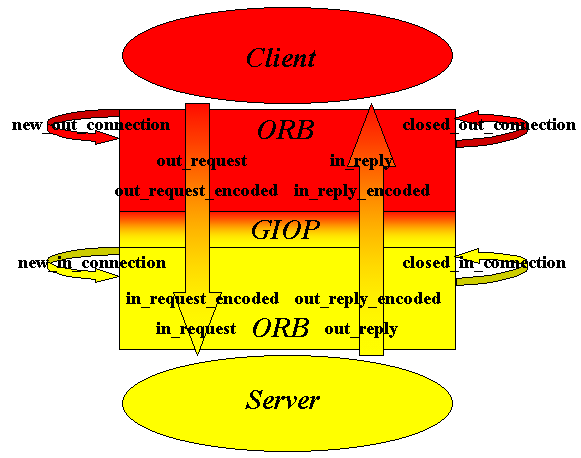 Client
new_out_connection
ORB
closed_out_connection
out_request
in_reply
out_request_encoded
in_reply_encoded
GIOP
new_in_connection
closed_in_connection
in_request_encoded
out_reply_encoded
in_request
ORB
out_reply
Server